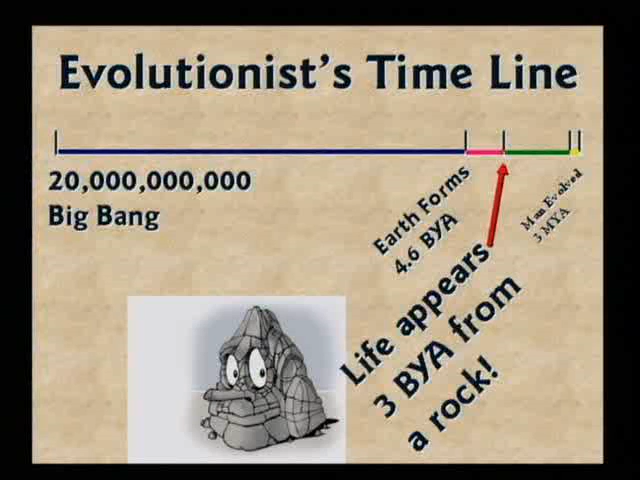 Evolutionist's Time Line
20,000,000,000
Big Bang
Earth Forms
4.6 BYA
Life appears
3 BYA from
a rock!
Man Evolved
3 MYA